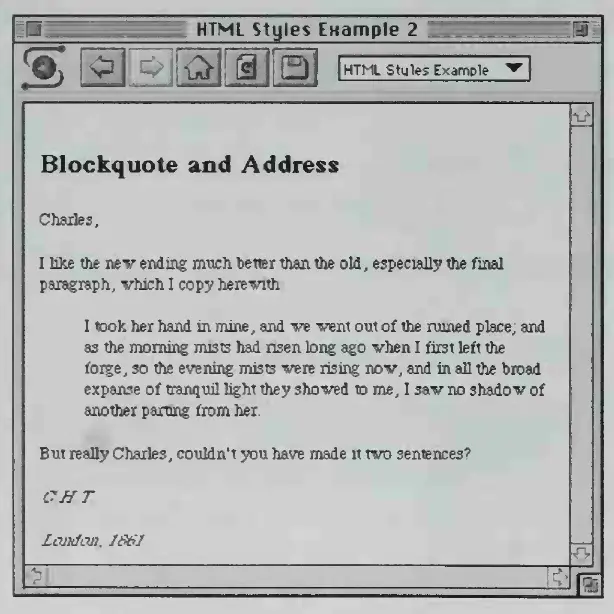 HTML Styles Example 2
HTML Styles Example
Blockquote and Address
Charles,
I like the new ending much better than the old, especially the final
paragraph, which I copy herewith
I took her hand in mine, and we went out of the ruined place; and
as the morning mists had risen long ago when I first left the
forge, so the evening mists were rising now, and in all the broad
expanse of tranquil light they showed to me, I saw no shadow of
another parting from her.
But really Charles, couldn't you have made it two sentences?
C H T
London, 1861